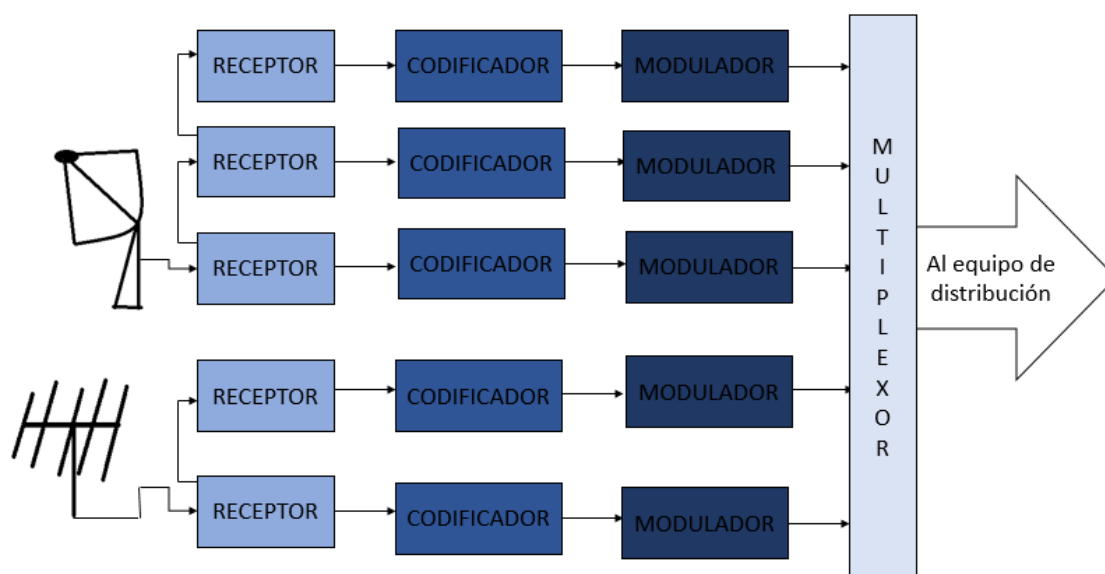 RECEPTOR
CODIFICADOR
MODULADOR
RECEPTOR
CODIFICADOR
MODULADOR
RECEPTOR
CODIFICADOR
MODULADOR
RECEPTOR
CODIFICADOR
MODULADOR
RECEPTOR
CODIFICADOR
MODULADOR
MULTIPLEXOR
Al equipo de
distribución